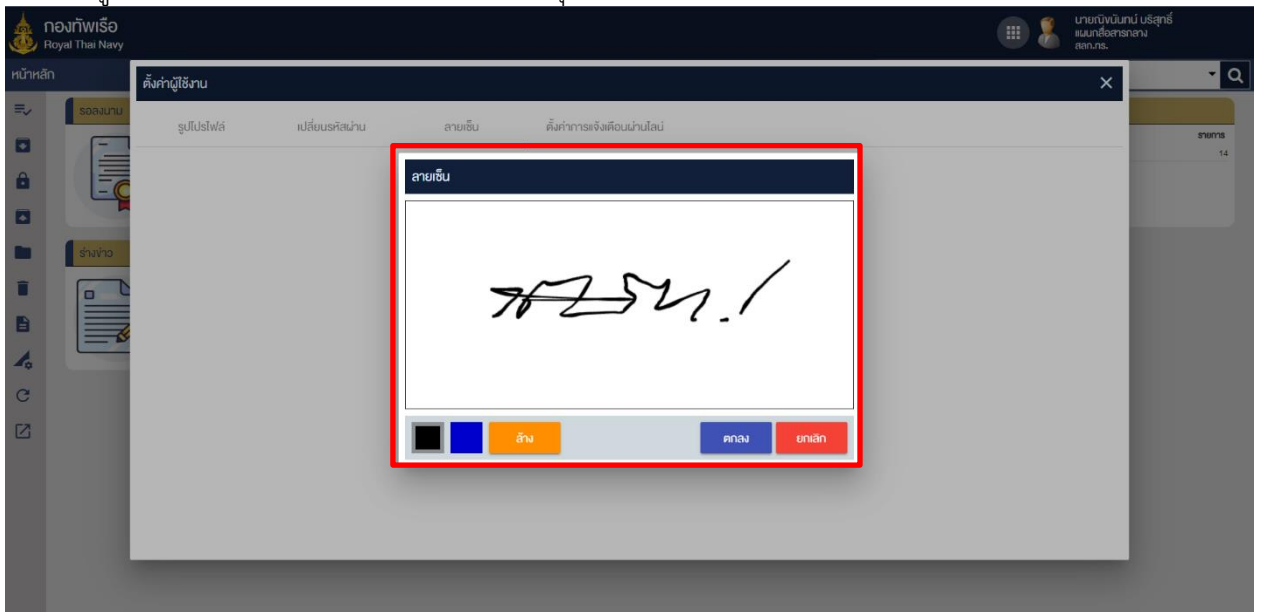 กองทัพเรือ
Royal Thai Navy
นายณิงนันทน์ บริสุทธิ์
แผนกสื่อสารกลาง
สสท.ทร.
หน้าหลัก
ตั้งค่าผู้ใช้งาน
รอลงนาม
รูปโปรไฟล์ เปลี่ยนรหัสผ่าน ลายเซ็น ตั้งค่าการแจ้งเตือนผ่านไลน์
รายการ
14
ลายเซ็น
ร่างข่าว
ล้าง ตกลง ยกเลิก